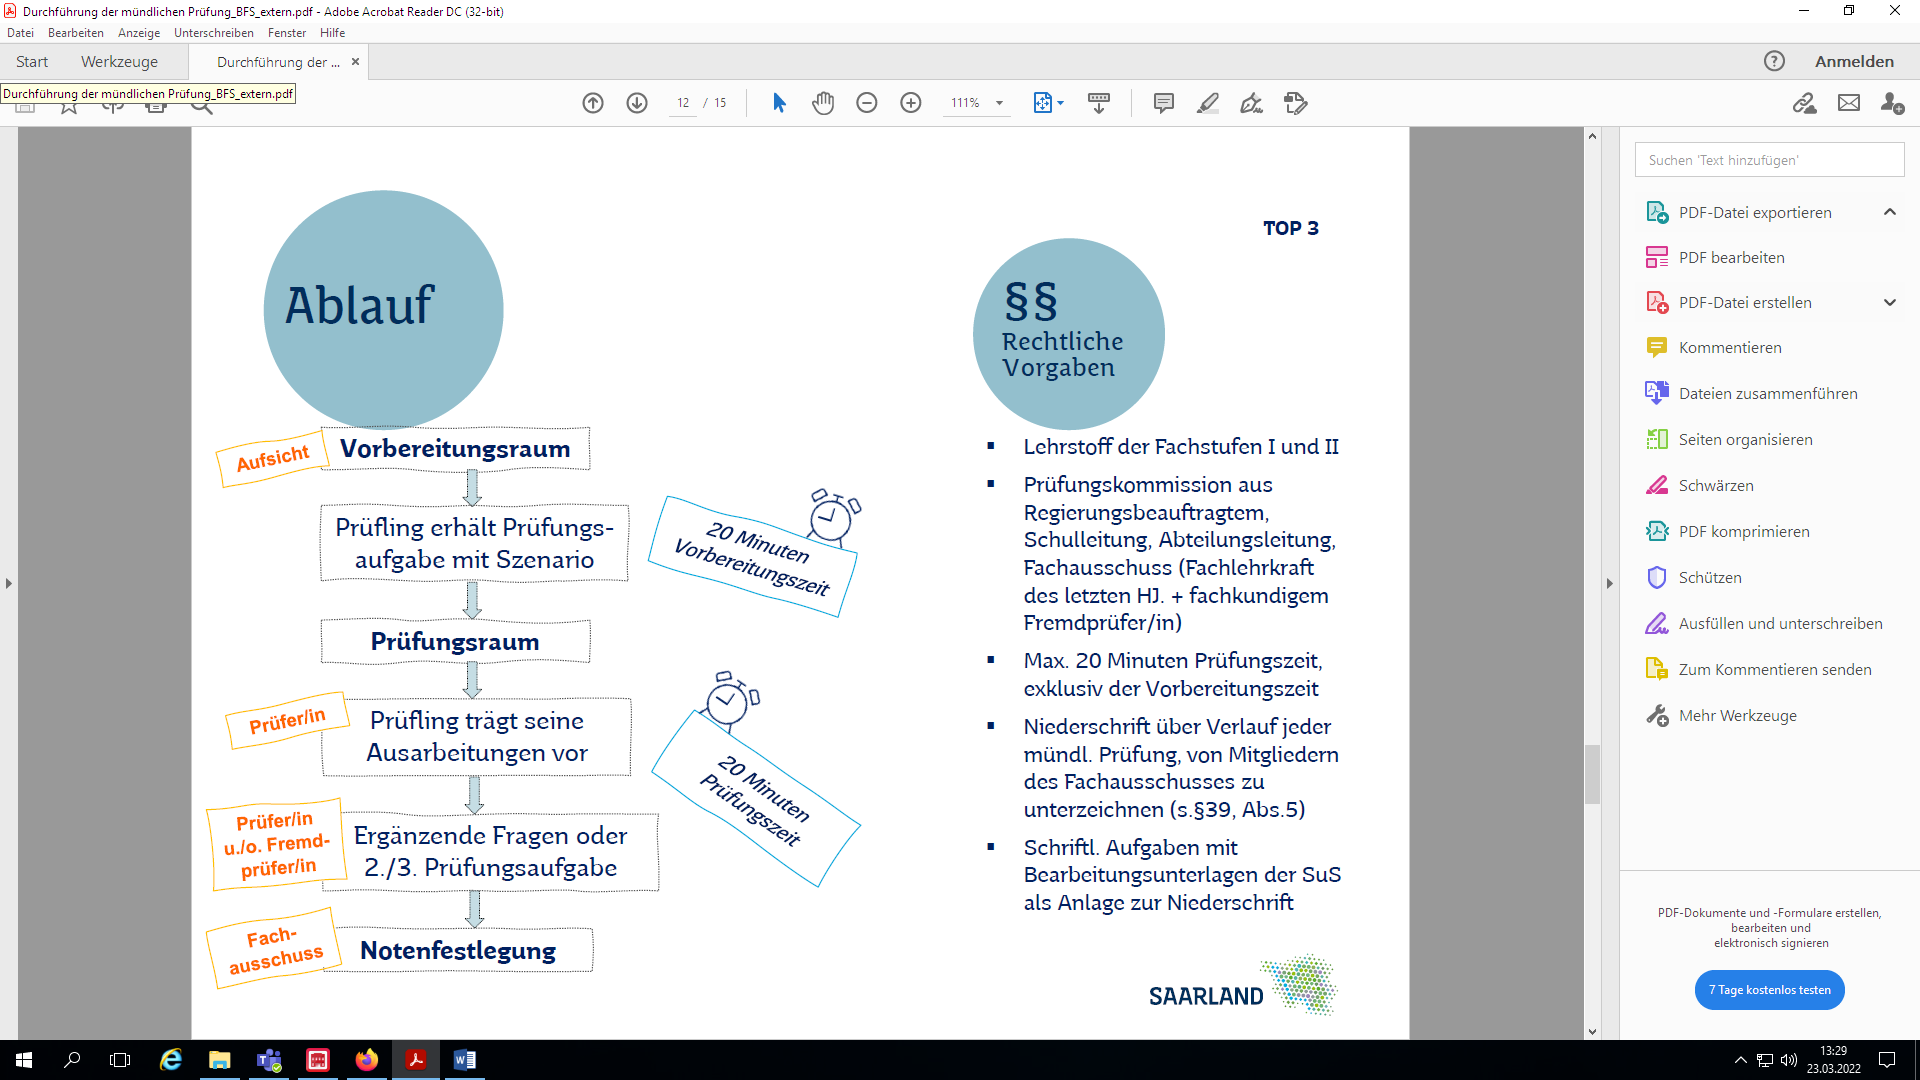 Durchführung der mündlichen Prüfung_BFS_extern.pdf - Adobe Acrobat Reader DC (32-bit)
Datei Bearbeiten Anzeige Unterschreiben Fenster Hilfe
Start Werkzeuge Durchführung der ... × Anmelden
Durchführung der mündlichen Prüfung_BFS_extern.pdf
12 / 15 111%
Ablauf
Aufsicht
Vorbereitungsraum
Prüfling erhält Prüfungs-
aufgabe mit Szenario
20 Minuten
Vorbereitungszeit
Prüfungsraum
Prüfer/in
Prüfling trägt seine
Ausarbeitungen vor
20 Minuten
Prüfungszeit
Prüfer/in
u./o. Fremd-
prüfer/in
Ergänzende Fragen oder
2./3. Prüfungsaufgabe
Fach-
ausschuss
Notenfestlegung
TOP 3
§§
Rechtliche
Vorgaben
▪ Lehrstoff der Fachstufen I und II
▪ Prüfungskommission aus
Regierungsbeauftragtem,
Schulleitung, Abteilungsleitung,
Fachausschuss (Fachlehrkraft
des letzten HJ. + fachkundigem
Fremdprüfer/in)
▪ Max. 20 Minuten Prüfungszeit,
exklusiv der Vorbereitungszeit
▪ Niederschrift über Verlauf jeder
mündl. Prüfung, von Mitgliedern
des Fachausschusses zu
unterzeichnen (s.§39, Abs.5)
▪ Schriftl. Aufgaben mit
Bearbeitungsunterlagen der SuS
als Anlage zur Niederschrift
SAARLAND
Suchen 'Text hinzufügen'
PDF-Datei exportieren
PDF bearbeiten
PDF-Datei erstellen
Kommentieren
Dateien zusammenführen
Seiten organisieren
Schwärzen
PDF komprimieren
Schützen
Ausfüllen und unterschreiben
Zum Kommentieren senden
Mehr Werkzeuge
PDF-Dokumente und -Formulare erstellen,
bearbeiten und
elektronisch signieren
7 Tage kostenlos testen
13:29
23.03.2022